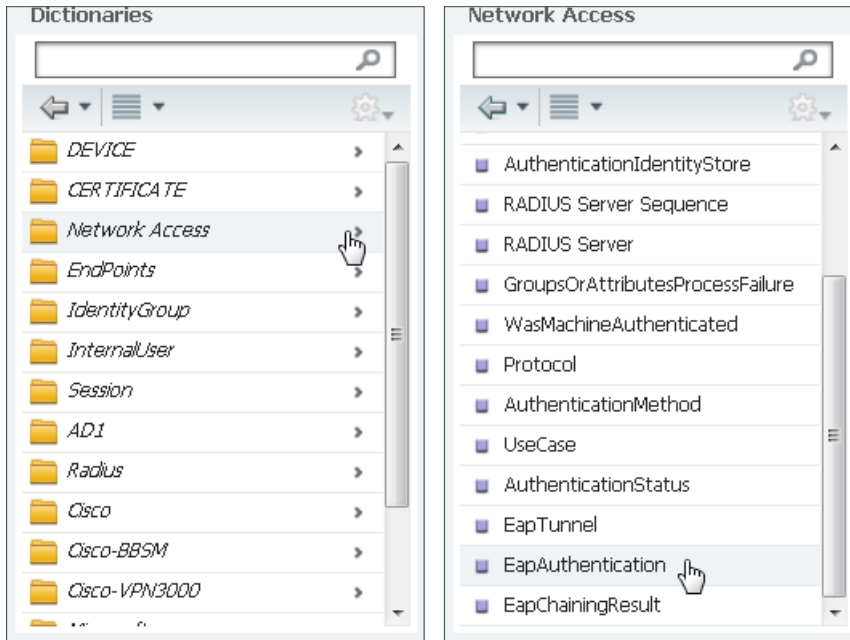 Dictionaries
DEVICE
CERTIFICATE
Network Access
EndPoints
IdentityGroup
InternalUser
Session
AD1
Radius
Cisco
Cisco-BBSM
Cisco-VPN3000
Network Access
AuthenticationIdentityStore
RADIUS Server Sequence
RADIUS Server
GroupsOrAttributesProcessFailure
WasMachineAuthenticated
Protocol
AuthenticationMethod
UseCase
AuthenticationStatus
EapTunnel
EapAuthentication
EapChainingResult